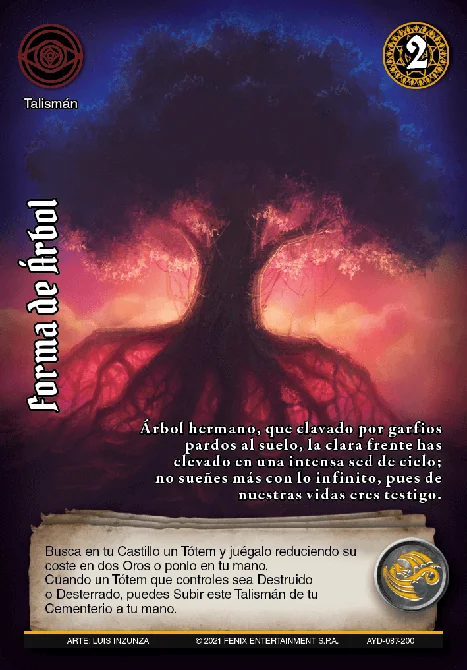 2
Talismán
Forma de Árbol
Árbol hermano, que clavado por garfios
pardos al suelo, la clara frente has
elevado en una intensa sed de cielo;
no sueñes más con lo infinito, pues de
nuestras vidas eres testigo.
Busca en tu Castillo un Tótem y juégalo reduciendo su
coste en dos Oros o ponlo en tu mano.
Cuando un Tótem que controles sea Destruido
o Desterrado, puedes Subir este Talismán de tu
Cementerio a tu mano.
ARTE: LUIS INZUNZA © 2021 FENIX ENTERTAINMENT S.P.A. AYD-087-200